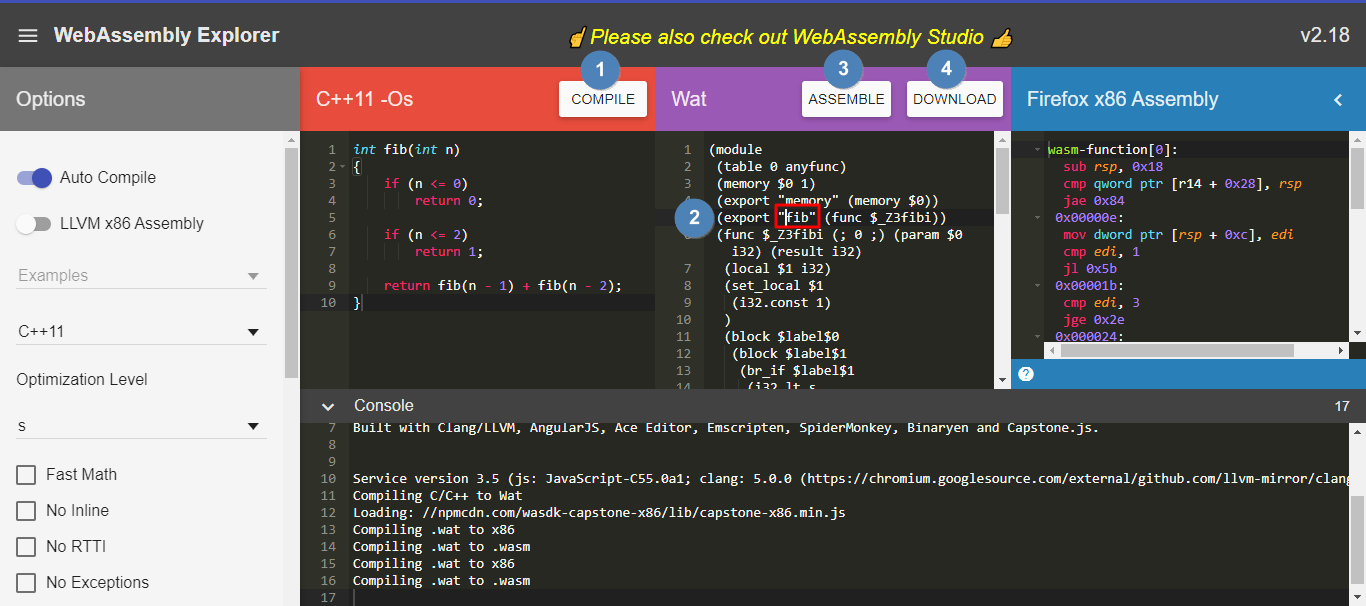 WebAssembly Explorer
☝ Please also check out WebAssembly Studio 👍
v2.18
Options
Auto Compile
LLVM x86 Assembly
Examples
C++11
Optimization Level
s
Fast Math
No Inline
No RTTI
No Exceptions
C++11 -Os
1
COMPILE
1 int fib(int n)
2 {
3 if (n <= 0)
4 return 0;
5
6 if (n <= 2)
7 return 1;
8
9 return fib(n - 1) + fib(n - 2);
10 }
Wat
3
ASSEMBLE
4
DOWNLOAD
1 (module
2 (table 0 anyfunc)
3 (memory $0 1)
4 (export "memory" (memory $0))
2
(export "fib" (func $_Z3fibi))
(func $_Z3fibi (; 0 ;) (param $0
i32) (result i32)
7 (local $1 i32)
8 (set_local $1
9 (i32.const 1)
10 )
11 (block $label$0
12 (block $label$1
13 (br_if $label$1
14 (i32.lt_s
Firefox x86 Assembly
wasm-function[0]:
sub rsp, 0x18
cmp qword ptr [r14 + 0x28], rsp
jae 0x84
0x00000e:
mov dword ptr [rsp + 0xc], edi
cmp edi, 1
jl 0x5b
0x00001b:
cmp edi, 3
jge 0x2e
0x000024:
?
Console
17
7 Built with Clang/LLVM, AngularJS, Ace Editor, Emscripten, SpiderMonkey, Binaryen and Capstone.js.
8
9
10 Service version 3.5 (js: JavaScript-C55.0a1; clang: 5.0.0 (https://chromium.googlesource.com/external/github.com/llvm-mirror/clang
11 Compiling C/C++ to Wat
12 Loading: //npmcdn.com/wasdk-capstone-x86/lib/capstone-x86.min.js
13 Compiling .wat to x86
14 Compiling .wat to .wasm
15 Compiling .wat to x86
16 Compiling .wat to .wasm
17